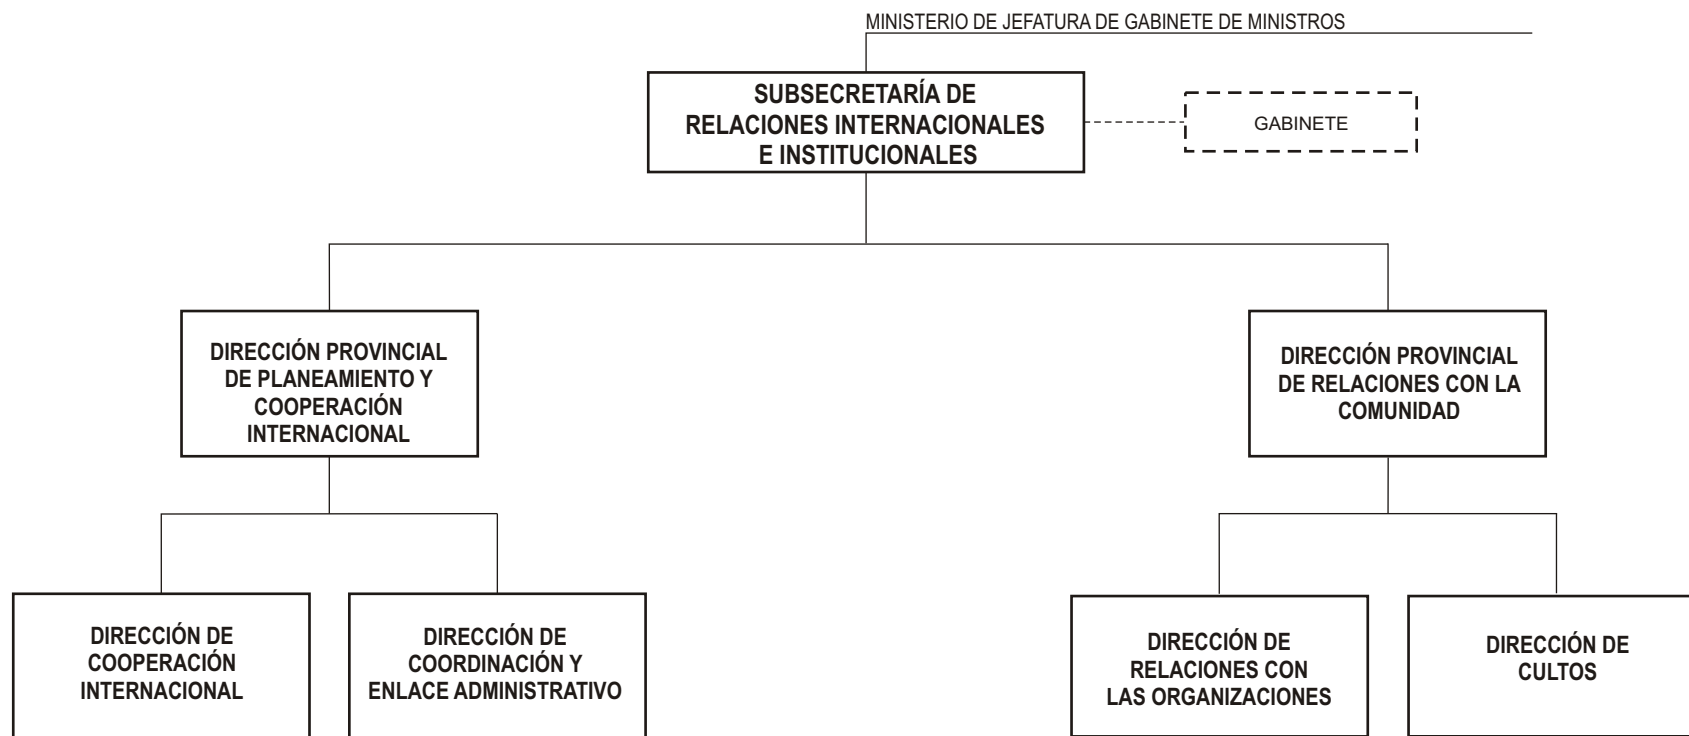 MINISTERIO DE JEFATURA DE GABINETE DE MINISTROS
SUBSECRETARÍA DE
RELACIONES INTERNACIONALES
E INSTITUCIONALES
GABINETE
DIRECCIÓN PROVINCIAL
DE PLANEAMIENTO Y
COOPERACIÓN
INTERNACIONAL
DIRECCIÓN PROVINCIAL
DE RELACIONES CON LA
COMUNIDAD
DIRECCIÓN DE
COOPERACIÓN
INTERNACIONAL
DIRECCIÓN DE
COORDINACIÓN Y
ENLACE ADMINISTRATIVO
DIRECCIÓN DE
RELACIONES CON
LAS ORGANIZACIONES
DIRECCIÓN DE
CULTOS